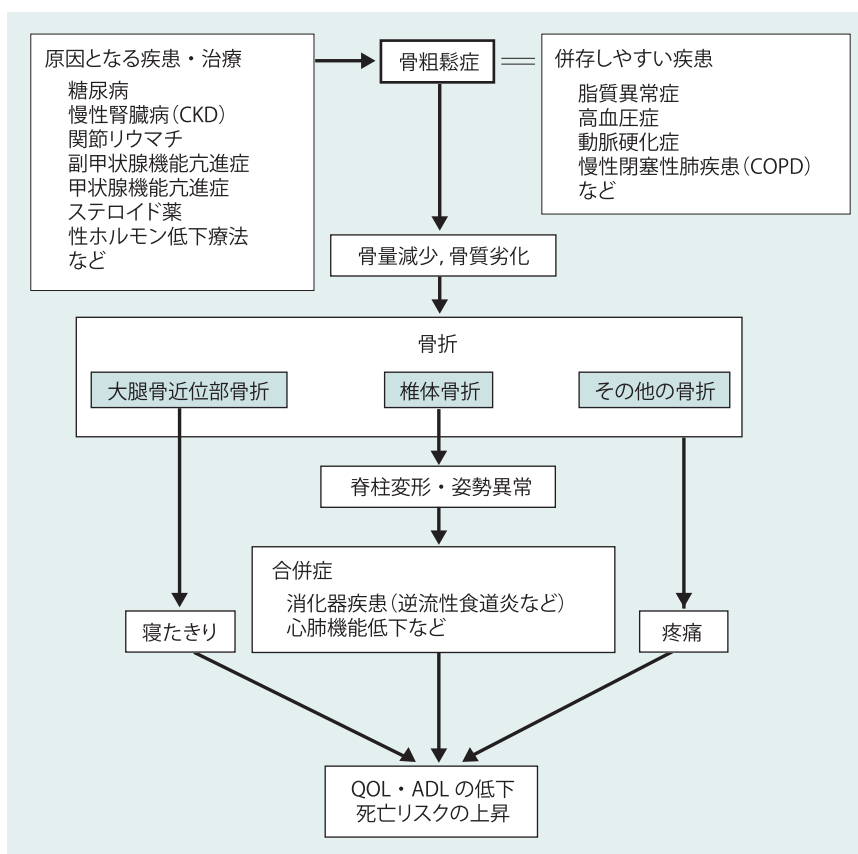 原因となる疾患・治療
糖尿病
慢性腎臓病(CKD)
関節リウマチ
副甲状腺機能亢進症
甲状腺機能亢進症
ステロイド薬
性ホルモン低下療法
など
骨粗鬆症
併存しやすい疾患
脂質異常症
高血圧症
動脈硬化症
慢性閉塞性肺疾患(COPD)
など
骨量減少,骨質劣化
骨折
大腿骨近位部骨折
椎体骨折
その他の骨折
脊柱変形・姿勢異常
合併症
消化器疾患(逆流性食道炎など)
心肺機能低下など
寝たきり
疼痛
QOL・ADLの低下
死亡リスクの上昇